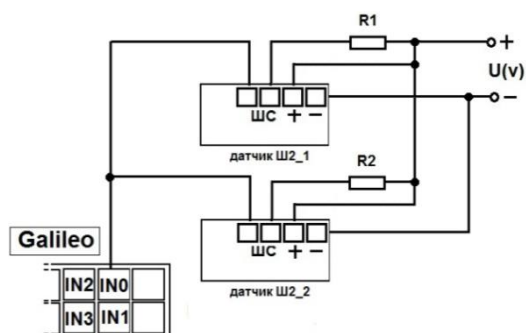 R1
+
U(v)
−
ШС + −
датчик Ш2_1
R2
ШС + −
датчик Ш2_2
Galileo
IN2 IN0
IN3 IN1